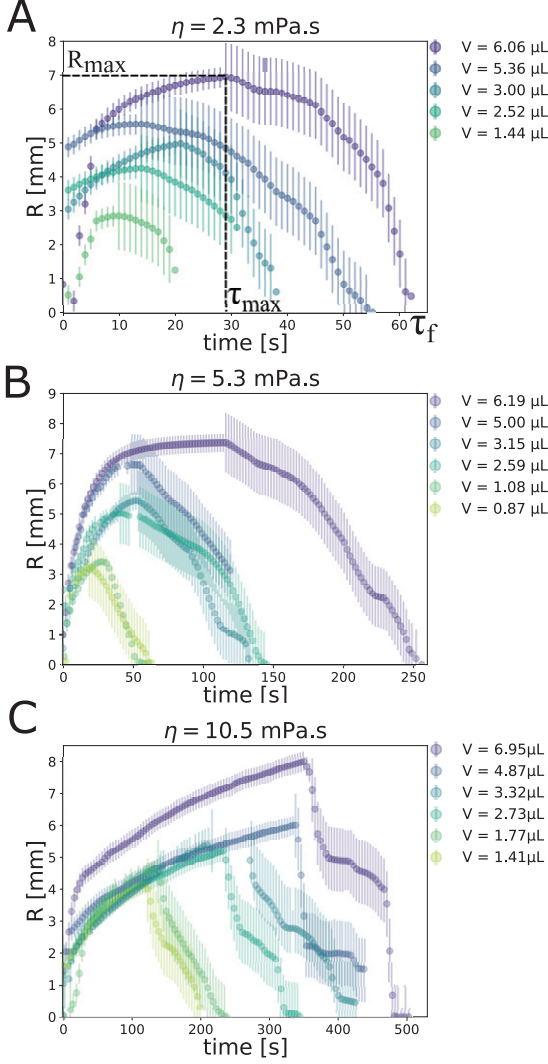 A
η = 2.3 mPa.s
R [mm]
8
7
6
5
4
3
2
1
0
R_max
τ_max
τ_f
0 10 20 30 40 50 60
time [s]
V = 6.06 μL
V = 5.36 μL
V = 3.00 μL
V = 2.52 μL
V = 1.44 μL
B
η = 5.3 mPa.s
R [mm]
9
8
7
6
5
4
3
2
1
0
0 50 100 150 200 250
time [s]
V = 6.19 μL
V = 5.00 μL
V = 3.15 μL
V = 2.59 μL
V = 1.08 μL
V = 0.87 μL
C
η = 10.5 mPa.s
R [mm]
9
8
7
6
5
4
3
2
1
0
0 100 200 300 400 500
time [s]
V = 6.95μL
V = 4.87μL
V = 3.32μL
V = 2.73μL
V = 1.77μL
V = 1.41μL